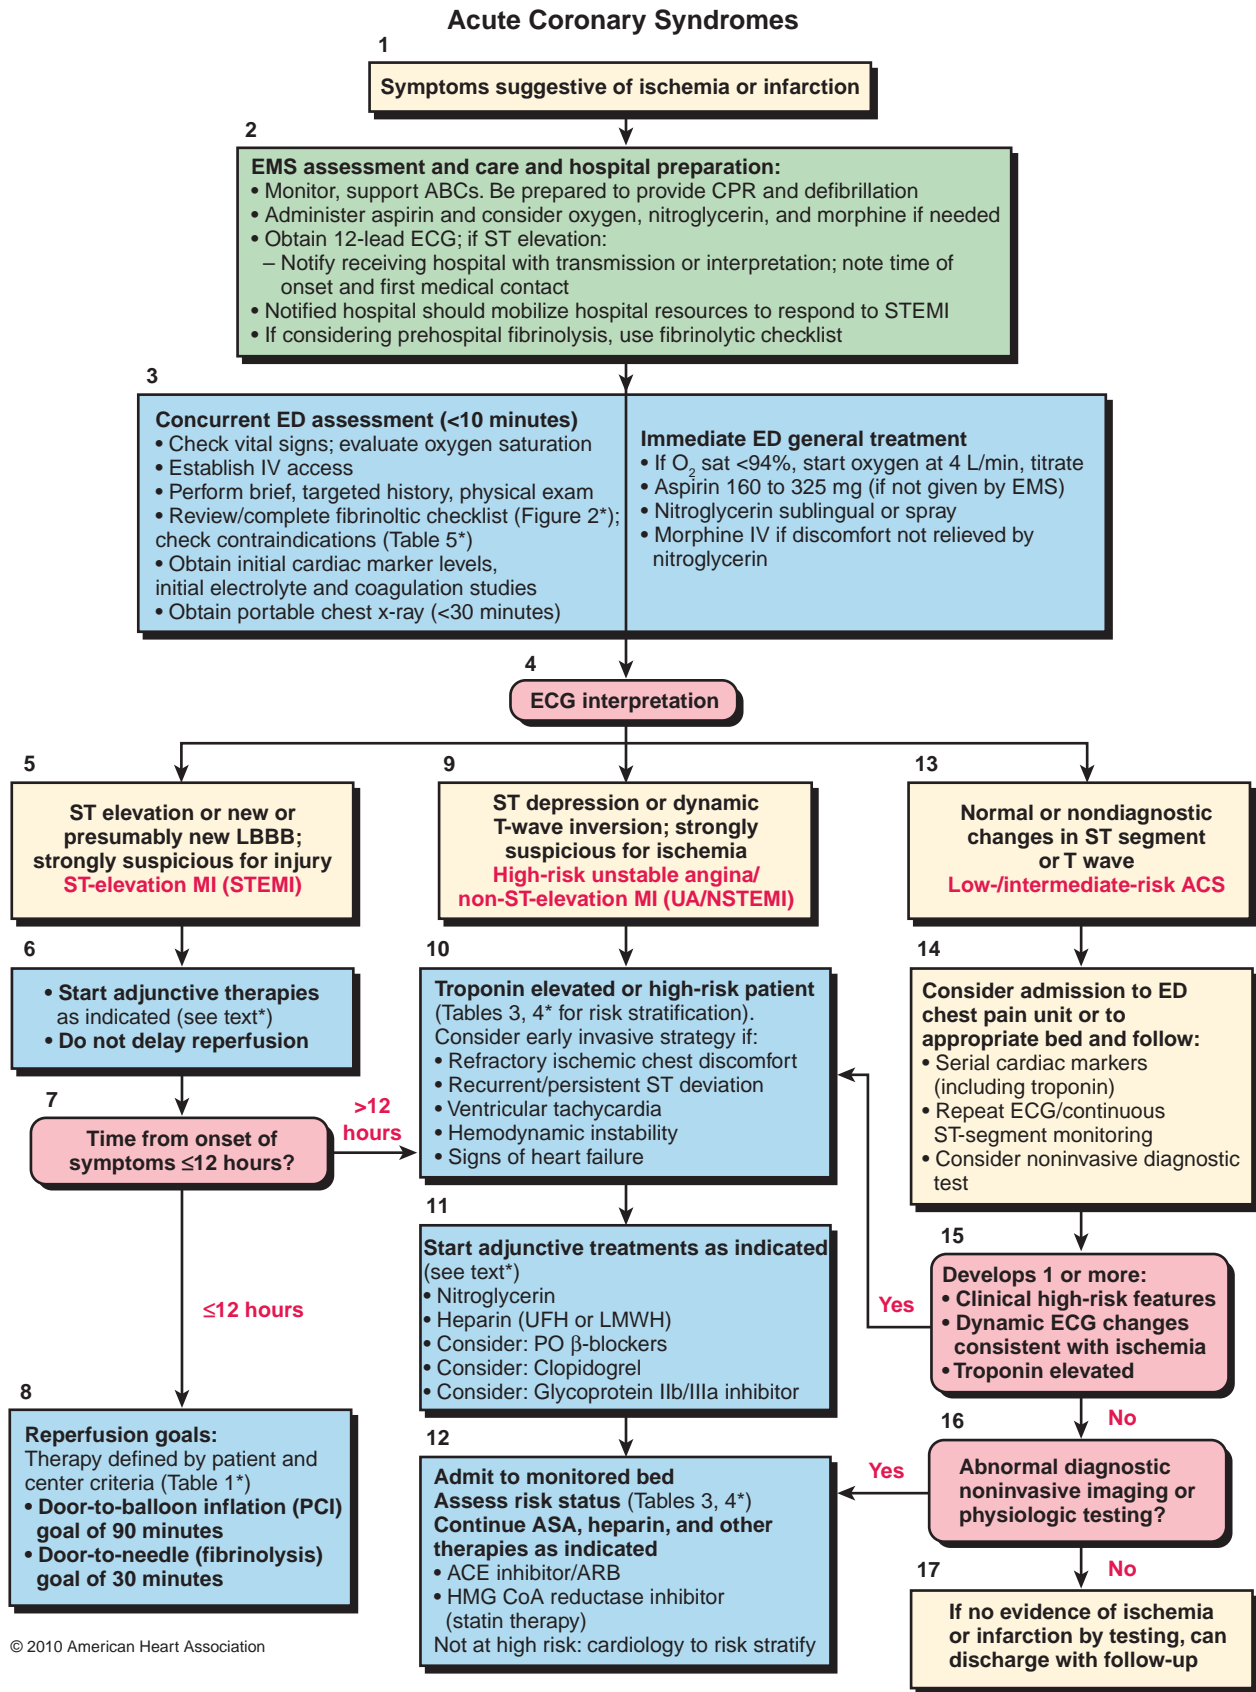 Acute Coronary Syndromes
1
Symptoms suggestive of ischemia or infarction
2
EMS assessment and care and hospital preparation:
• Monitor, support ABCs. Be prepared to provide CPR and defibrillation
• Administer aspirin and consider oxygen, nitroglycerin, and morphine if needed
• Obtain 12-lead ECG; if ST elevation:
– Notify receiving hospital with transmission or interpretation; note time of
onset and first medical contact
• Notified hospital should mobilize hospital resources to respond to STEMI
• If considering prehospital fibrinolysis, use fibrinolytic checklist
3
Concurrent ED assessment (<10 minutes)
• Check vital signs; evaluate oxygen saturation
• Establish IV access
• Perform brief, targeted history, physical exam
• Review/complete fibrinoltic checklist (Figure 2*);
check contraindications (Table 5*)
• Obtain initial cardiac marker levels,
initial electrolyte and coagulation studies
• Obtain portable chest x-ray (<30 minutes)
Immediate ED general treatment
• If O2 sat <94%, start oxygen at 4 L/min, titrate
• Aspirin 160 to 325 mg (if not given by EMS)
• Nitroglycerin sublingual or spray
• Morphine IV if discomfort not relieved by
nitroglycerin
4
ECG interpretation
5
ST elevation or new or
presumably new LBBB;
strongly suspicious for injury
ST-elevation MI (STEMI)
6
• Start adjunctive therapies
as indicated (see text*)
• Do not delay reperfusion
7
Time from onset of
symptoms ≤12 hours?
>12
hours
≤12 hours
8
Reperfusion goals:
Therapy defined by patient and
center criteria (Table 1*)
• Door-to-balloon inflation (PCI)
goal of 90 minutes
• Door-to-needle (fibrinolysis)
goal of 30 minutes
9
ST depression or dynamic
T-wave inversion; strongly
suspicious for ischemia
High-risk unstable angina/
non-ST-elevation MI (UA/NSTEMI)
10
Troponin elevated or high-risk patient
(Tables 3, 4* for risk stratification).
Consider early invasive strategy if:
• Refractory ischemic chest discomfort
• Recurrent/persistent ST deviation
• Ventricular tachycardia
• Hemodynamic instability
• Signs of heart failure
11
Start adjunctive treatments as indicated
(see text*)
• Nitroglycerin
• Heparin (UFH or LMWH)
• Consider: PO β-blockers
• Consider: Clopidogrel
• Consider: Glycoprotein IIb/IIIa inhibitor
12
Admit to monitored bed
Assess risk status (Tables 3, 4*)
Continue ASA, heparin, and other
therapies as indicated
• ACE inhibitor/ARB
• HMG CoA reductase inhibitor
(statin therapy)
Not at high risk: cardiology to risk stratify
13
Normal or nondiagnostic
changes in ST segment
or T wave
Low-/intermediate-risk ACS
14
Consider admission to ED
chest pain unit or to
appropriate bed and follow:
• Serial cardiac markers
(including troponin)
• Repeat ECG/continuous
ST-segment monitoring
• Consider noninvasive diagnostic
test
15
Develops 1 or more:
• Clinical high-risk features
• Dynamic ECG changes
consistent with ischemia
• Troponin elevated
Yes
No
16
Abnormal diagnostic
noninvasive imaging or
physiologic testing?
Yes
No
17
If no evidence of ischemia
or infarction by testing, can
discharge with follow-up
© 2010 American Heart Association